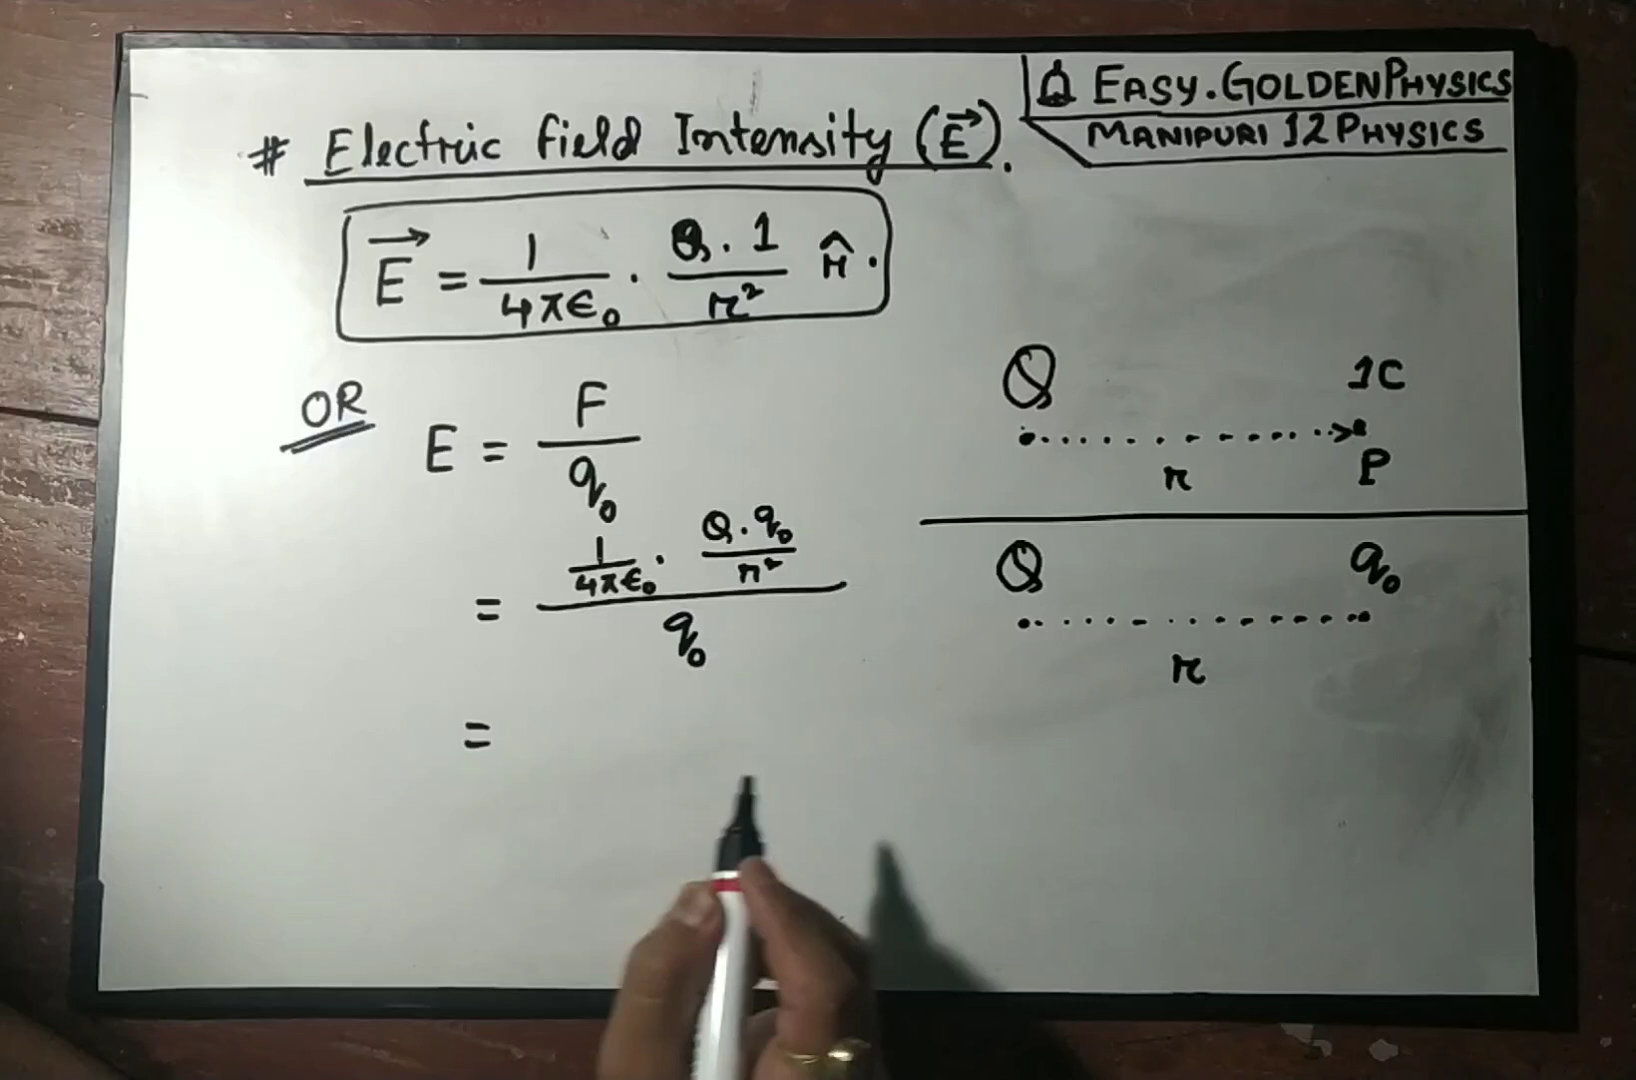 EASY.GOLDENPHYSICS
MANIPURI 12 PHYSICS
# Electric field Intensity (E⃗).
E⃗ = 1/4πε₀ · Q.1/r² r̂.
OR
E = F/q₀
= 1/4πε₀ · Q.q₀/r² / q₀
=
Q 1C
r P
Q q₀
r